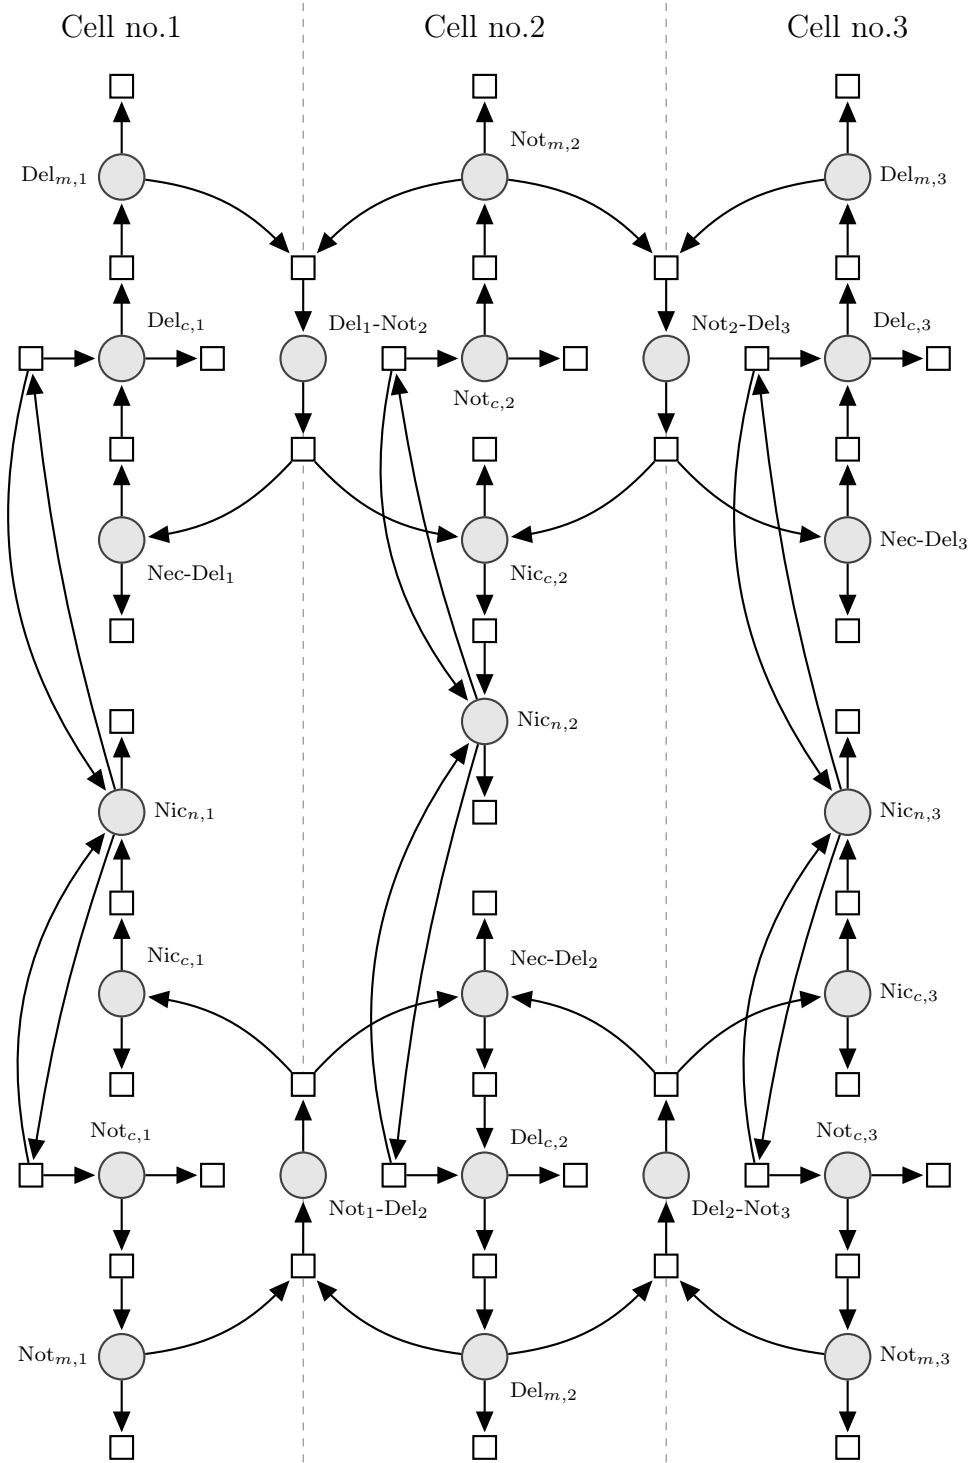 Cell no.1 Cell no.2 Cell no.3
Not_{m,2}
Del_{m,1} Del_{m,3}
Del_{c,1} Del_1-Not_2 Not_2-Del_3 Del_{c,3}
Not_{c,2}
Nec-Del_3
Nec-Del_1 Nic_{c,2}
Nic_{n,2}
Nic_{n,1} Nic_{n,3}
Nic_{c,1} Nec-Del_2
Nic_{c,3}
Not_{c,1} Del_{c,2} Not_{c,3}
Not_1-Del_2 Del_2-Not_3
Not_{m,1} Not_{m,3}
Del_{m,2}